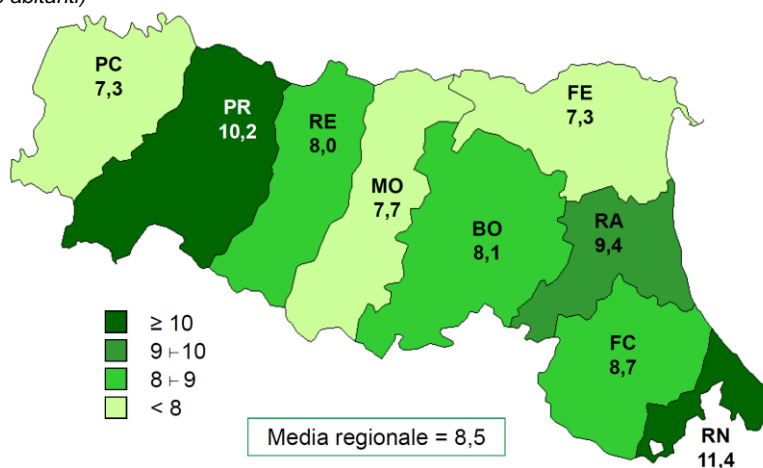 abitanti)
PC
7,3
PR
10,2
RE
8,0
MO
7,7
FE
7,3
BO
8,1
RA
9,4
FC
8,7
RN
11,4
≥ 10
9 ⊢ 10
8 ⊢ 9
< 8
Media regionale = 8,5